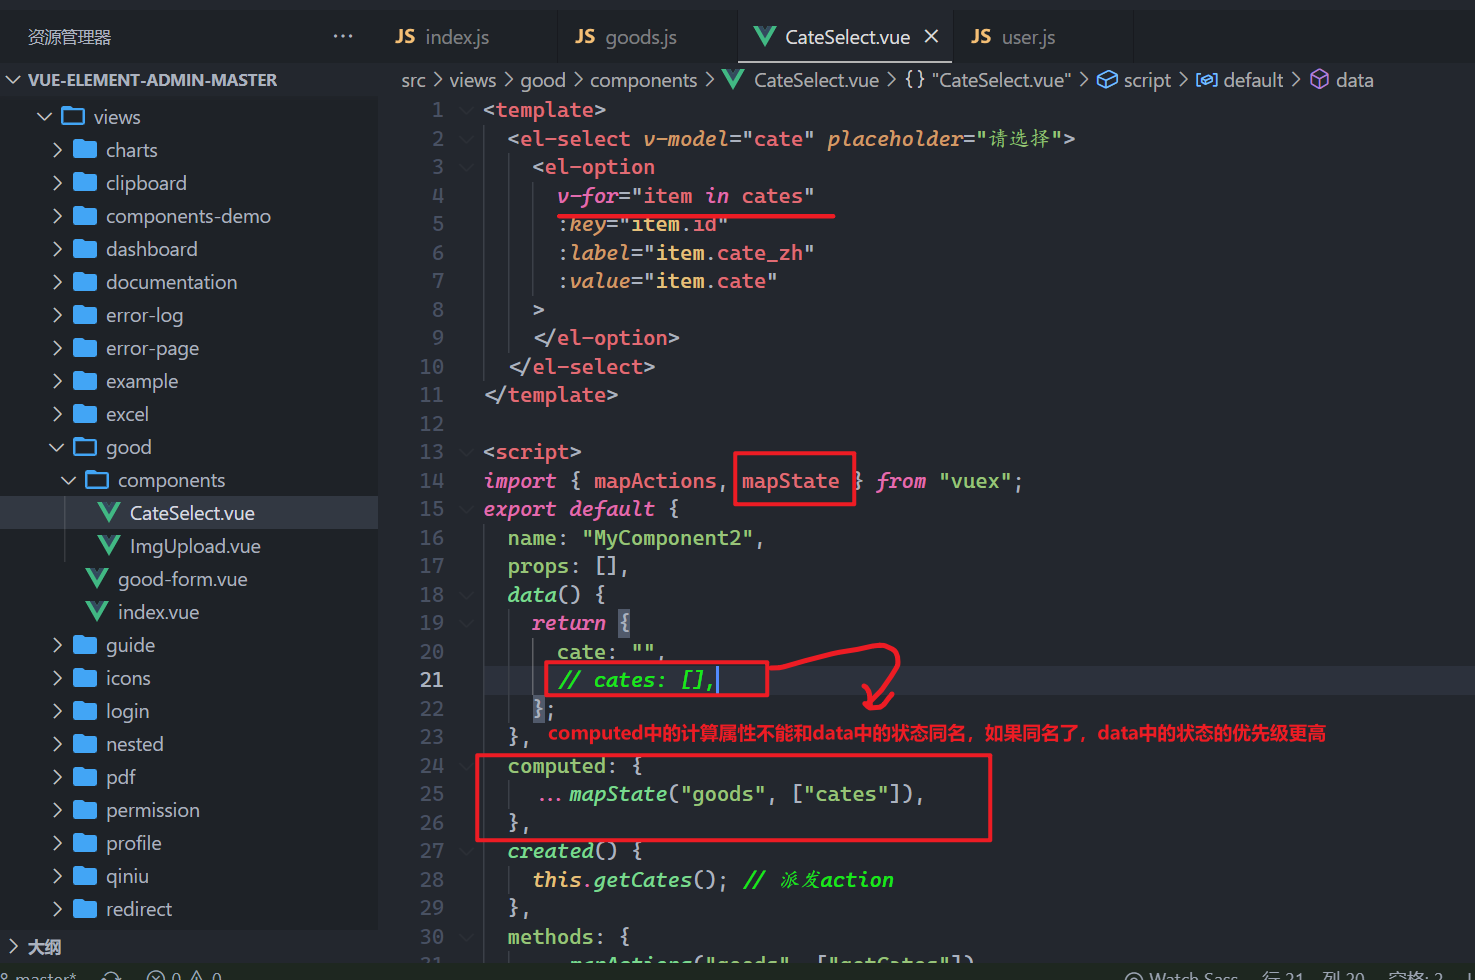 资源管理器
···
JS index.js
JS goods.js
CateSelect.vue
JS user.js
VUE-ELEMENT-ADMIN-MASTER
src > views > good > components > CateSelect.vue > {} "CateSelect.vue" > script > default > data
views
charts
clipboard
components-demo
dashboard
documentation
error-log
error-page
example
excel
good
components
CateSelect.vue
ImgUpload.vue
good-form.vue
index.vue
guide
icons
login
nested
pdf
permission
profile
qiniu
redirect
大纲
1 <template>
2 <el-select v-model="cate" placeholder="请选择">
3 <el-option
4 v-for="item in cates"
5 :key="item.id"
6 :label="item.cate_zh"
7 :value="item.cate"
8 >
9 </el-option>
10 </el-select>
11 </template>
12
13 <script>
14 import { mapActions, mapState } from "vuex";
15 export default {
16 name: "MyComponent2",
17 props: [],
18 data() {
19 return {
20 cate: "",
21 // cates: [],
22 };
23 },
computed中的计算属性不能和data中的状态同名，如果同名了，data中的状态的优先级更高
24 computed: {
25 ...mapState("goods", ["cates"]),
26 },
27 created() {
28 this.getCates(); // 派发action
29 },
30 methods: {
31 ...mapActions("goods", ["getCates"])
master* 0 0
Watch Sass 行 21，列 20 空格: 2